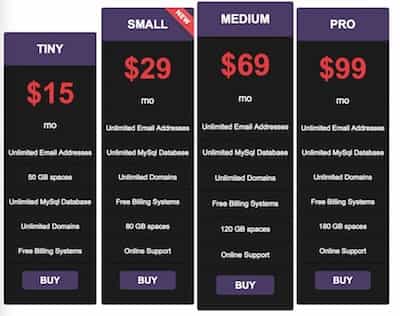 TINY
$15
mo
Unlimited Email Addresses
50 GB spaces
Unlimited MySql Database
Unlimited Domains
Free Billing Systems
BUY
SMALL
NEW
$29
mo
Unlimited Email Addresses
Unlimited MySql Database
Unlimited Domains
Free Billing Systems
80 GB spaces
Online Support
BUY
MEDIUM
$69
mo
Unlimited Email Addresses
Unlimited MySql Database
Unlimited Domains
Free Billing Systems
120 GB spaces
Online Support
BUY
PRO
$99
mo
Unlimited Email Addresses
Unlimited MySql Database
Unlimited Domains
Free Billing Systems
180 GB spaces
Online Support
BUY